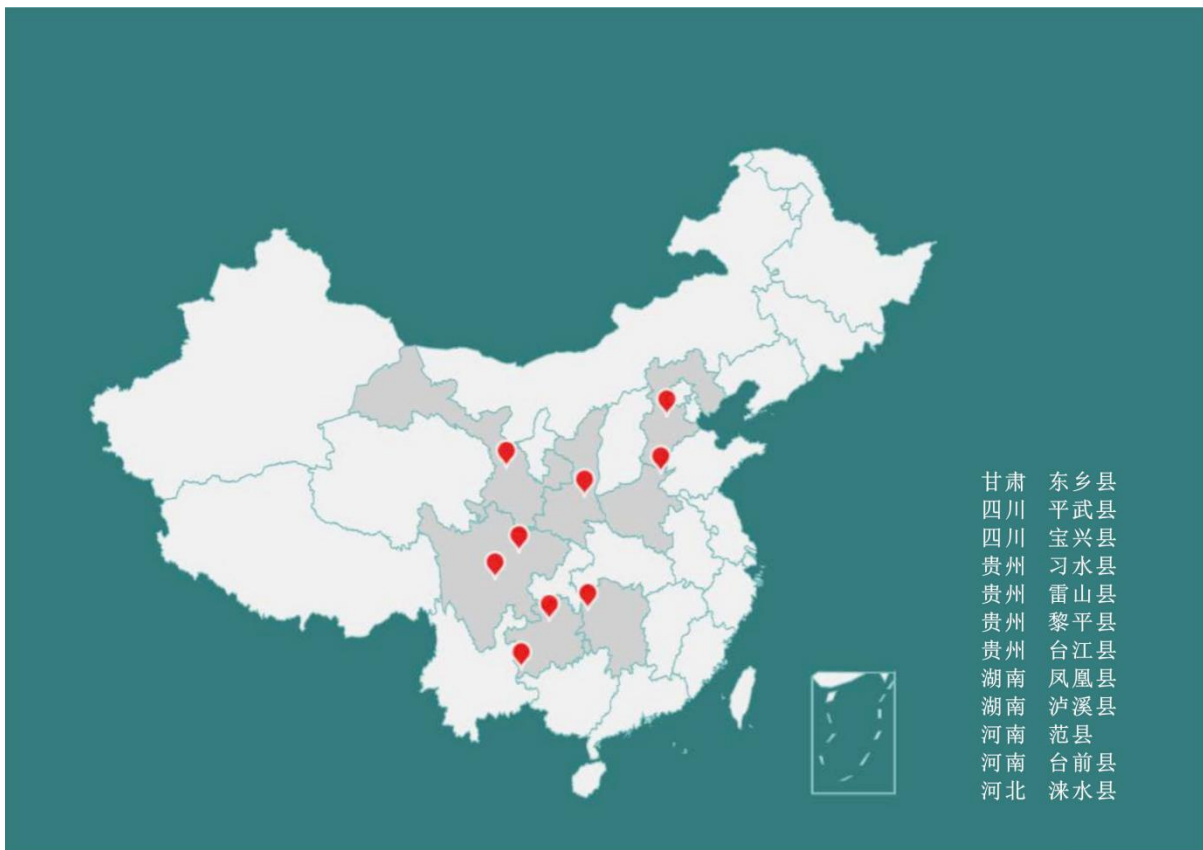 甘肃 东乡县
四川 平武县
四川 宝兴县
贵州 习水县
贵州 雷山县
贵州 黎平县
贵州 台江县
湖南 凤凰县
湖南 泸溪县
河南 范县
河南 台前县
河北 涞水县